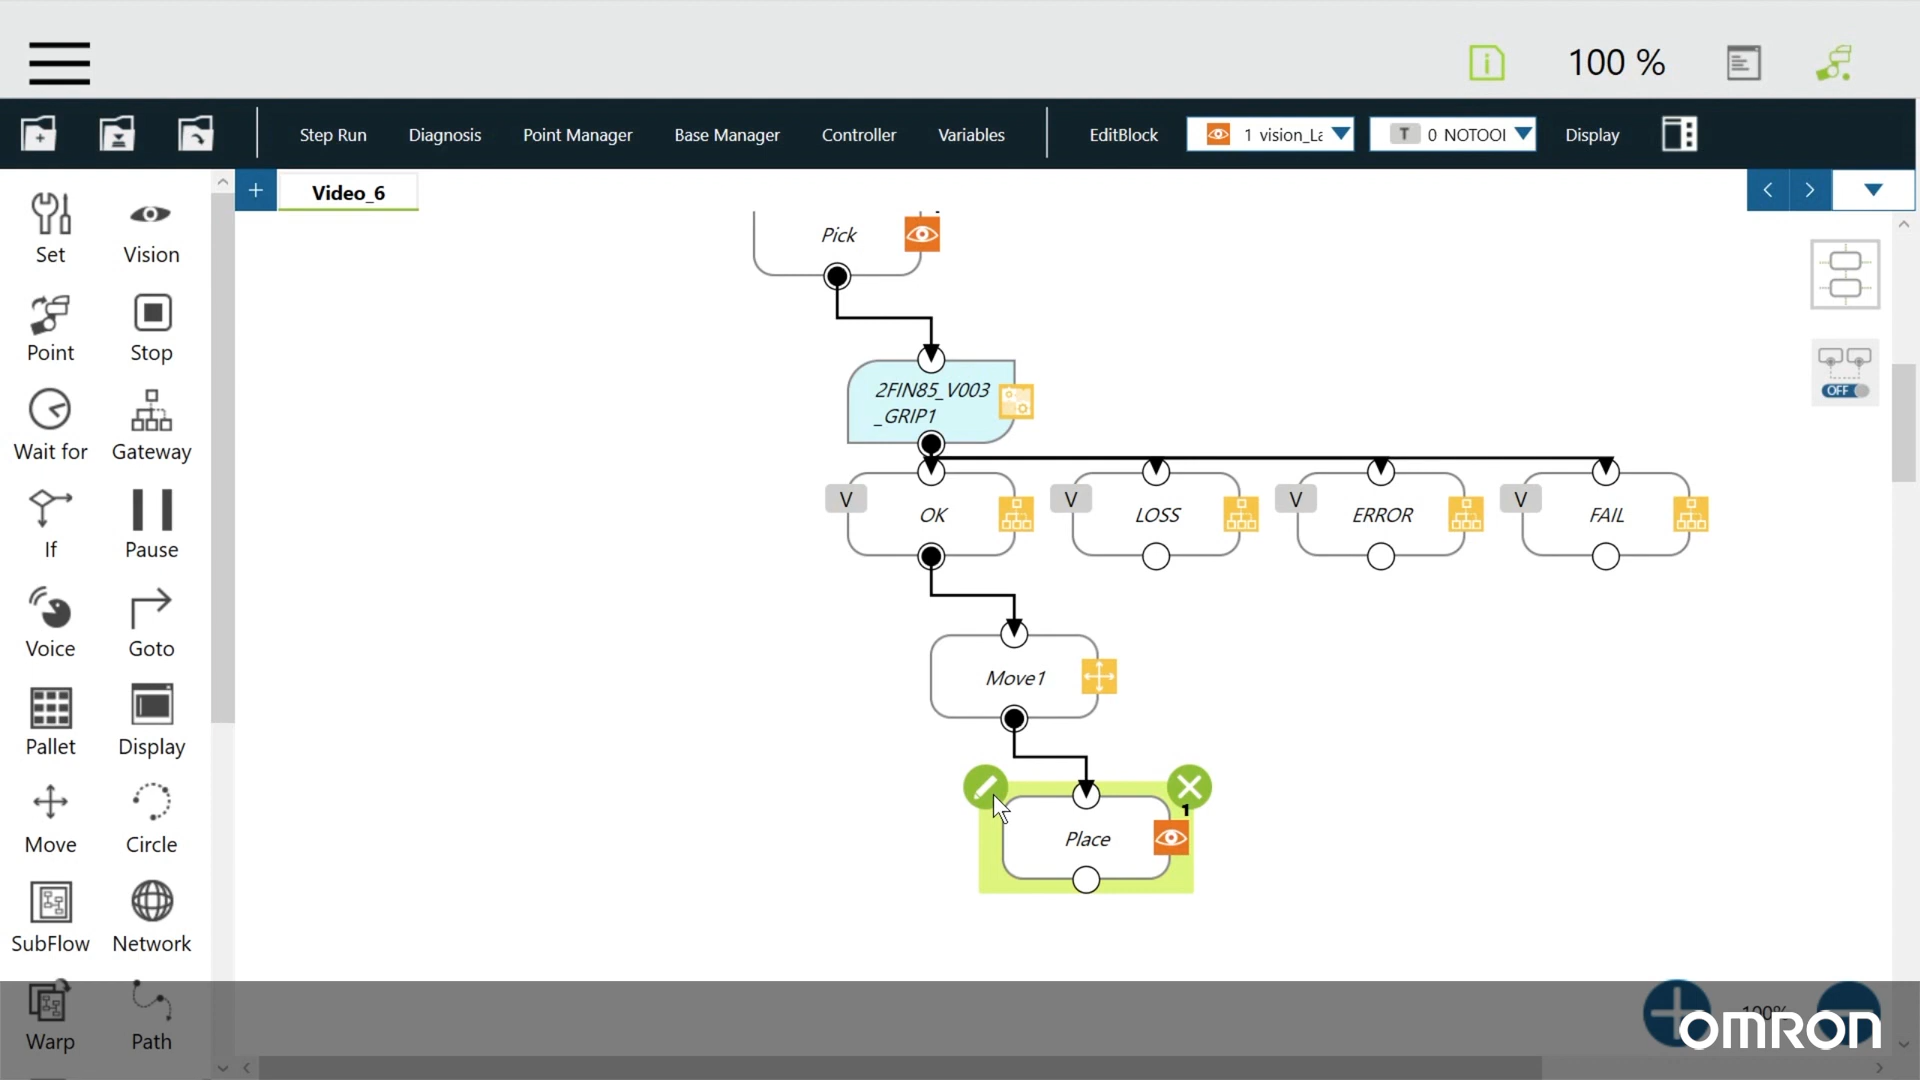 100 %
Step Run
Diagnosis
Point Manager
Base Manager
Controller
Variables
EditBlock
1 vision_La
T 0 NOTOOI
Display
Video_6
Set
Vision
Point
Stop
Wait for
Gateway
If
Pause
Voice
Goto
Pallet
Display
Move
Circle
SubFlow
Network
Warp
Path
Pick
2FIN85_V003
_GRIP1
V OK
V LOSS
V ERROR
V FAIL
Move1
1
Place
OFF
100%
OMRON